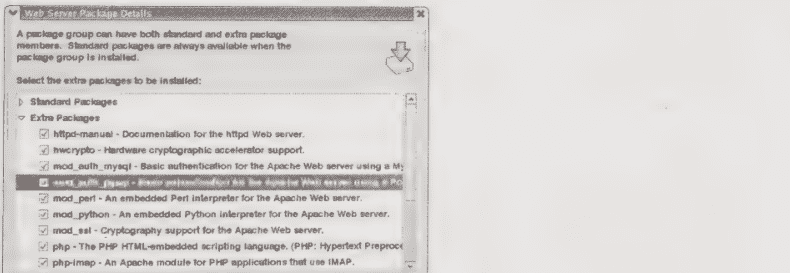 Web Server Package Details
A package group can have both standard and extra package
members. Standard packages are always available when the
package group is installed.
Select the extra packages to be installed:
Standard Packages
Extra Packages
httpd-manual - Documentation for the httpd Web server.
hwcrypto - Hardware cryptographic accelerator support.
mod_auth_mysql - Basic authentication for the Apache Web server using a My
mod_perl - An embedded Perl interpreter for the Apache Web server.
mod_python - An embedded Python interpreter for the Apache Web server.
mod_ssl - Cryptography support for the Apache Web server.
php - The PHP HTML-embedded scripting language. (PHP: Hypertext Preproce
php-imap - An Apache module for PHP applications that use IMAP.